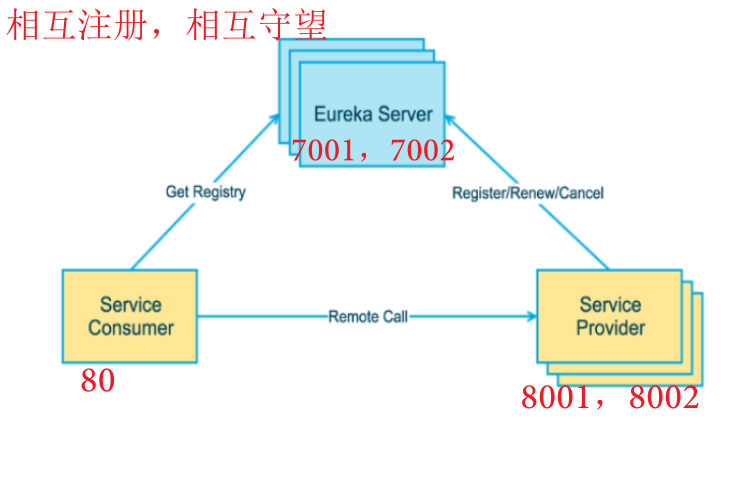 相互注册，相互守望
Eureka Server
7001，7002
Get Registry
Register/Renew/Cancel
Service
Consumer
Remote Call
Service
Provider
80
8001，8002